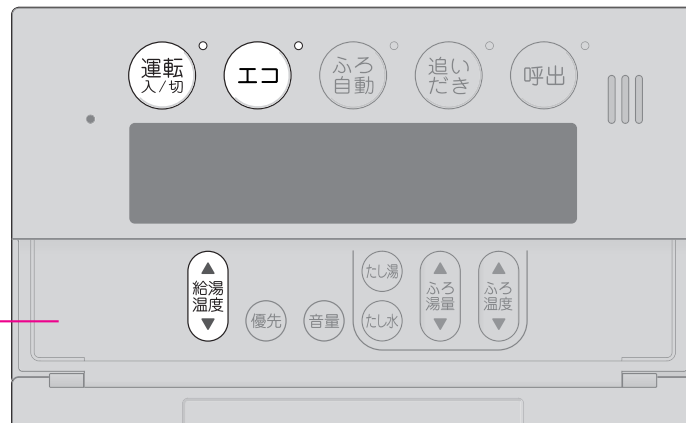 運転
入/切
エコ
ふろ
自動
追い
だき
呼出
給湯
温度
優先
音量
たし湯
たし水
ふろ
湯量
ふろ
温度